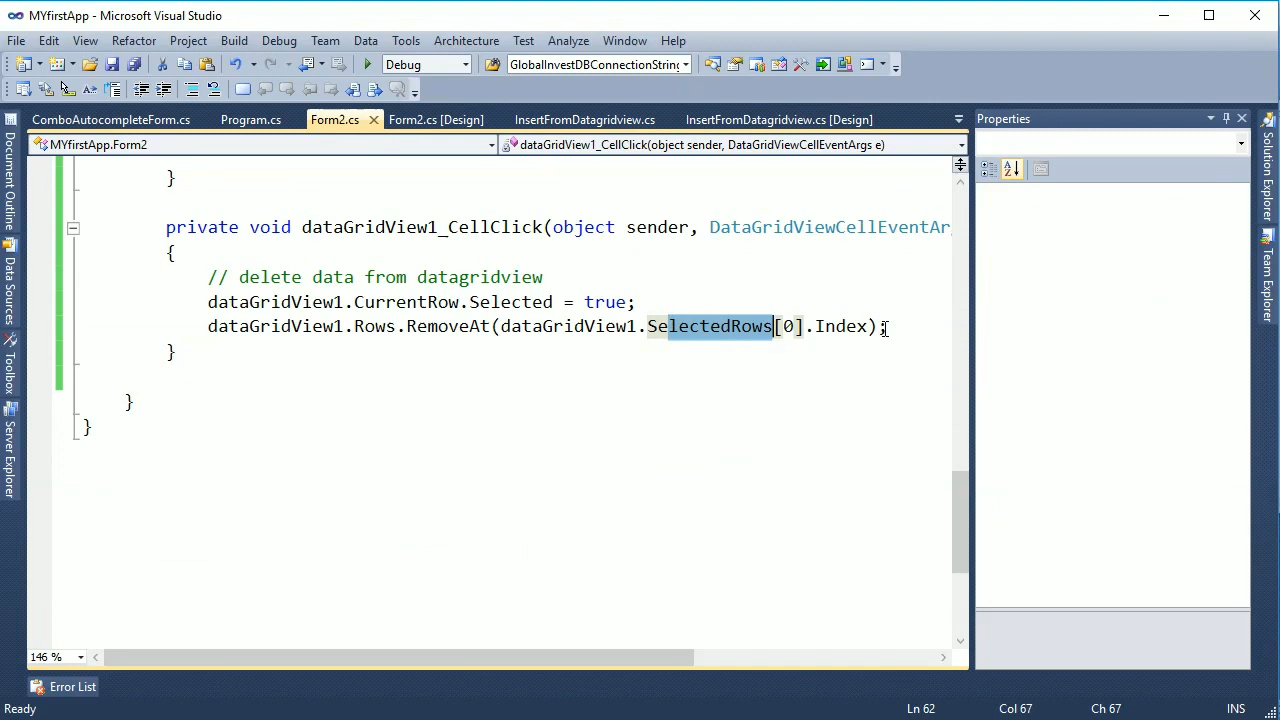 MYfirstApp - Microsoft Visual Studio
File Edit View Refactor Project Build Debug Team Data Tools Architecture Test Analyze Window Help
Debug GlobalInvestDBConnectionString
ComboAutocompleteForm.cs Program.cs Form2.cs Form2.cs [Design] InsertFromDatagridview.cs InsertFromDatagridview.cs [Design]
Properties
MYfirstApp.Form2 dataGridView1_CellClick(object sender, DataGridViewCellEventArgs e)
}
private void dataGridView1_CellClick(object sender, DataGridViewCellEventAr
{
// delete data from datagridview
dataGridView1.CurrentRow.Selected = true;
dataGridView1.Rows.RemoveAt(dataGridView1.SelectedRows[0].Index);
}
}
}
146 %
Document Outline
Data Sources
Toolbox
Server Explorer
Solution Explorer
Team Explorer
Error List
Ready Ln 62 Col 67 Ch 67 INS